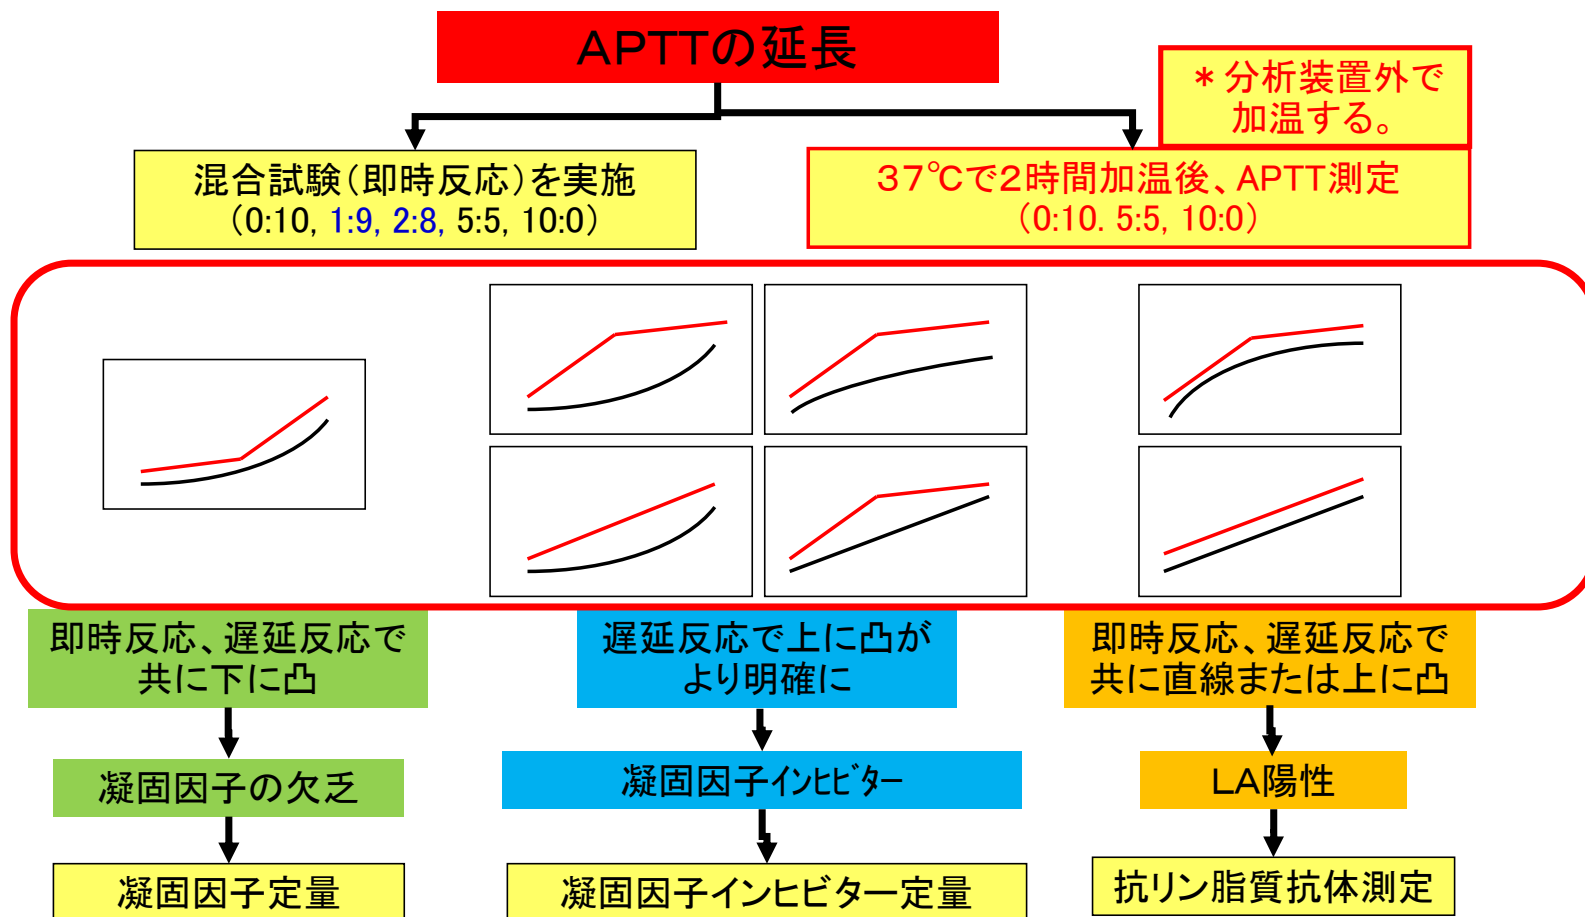 APTTの延長
＊分析装置外で
加温する。
混合試験（即時反応）を実施
（0:10, 1:9, 2:8, 5:5, 10:0）
37℃で2時間加温後、APTT測定
（0:10. 5:5, 10:0）
即時反応、遅延反応で
共に下に凸
遅延反応で上に凸が
より明確に
即時反応、遅延反応で
共に直線または上に凸
凝固因子の欠乏
凝固因子ｲﾝﾋﾋﾞﾀｰ
LA陽性
凝固因子定量
凝固因子インヒビター定量
抗リン脂質抗体測定